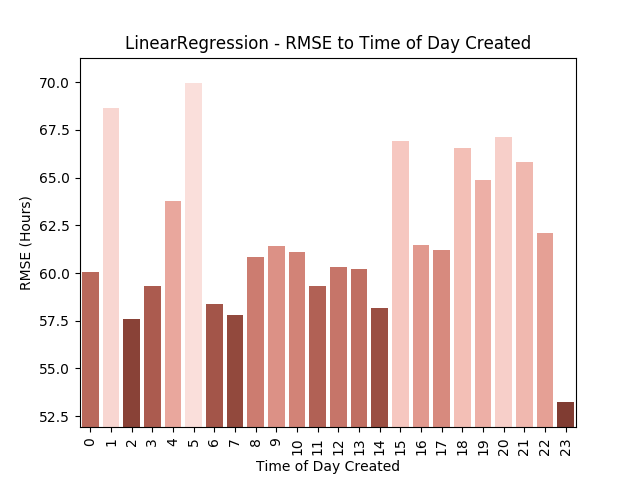 LinearRegression - RMSE to Time of Day Created
70.0
67.5
65.0
62.5
60.0
57.5
55.0
52.5
RMSE (Hours)
0 1 2 3 4 5 6 7 8 9 10 11 12 13 14 15 16 17 18 19 20 21 22 23
Time of Day Created